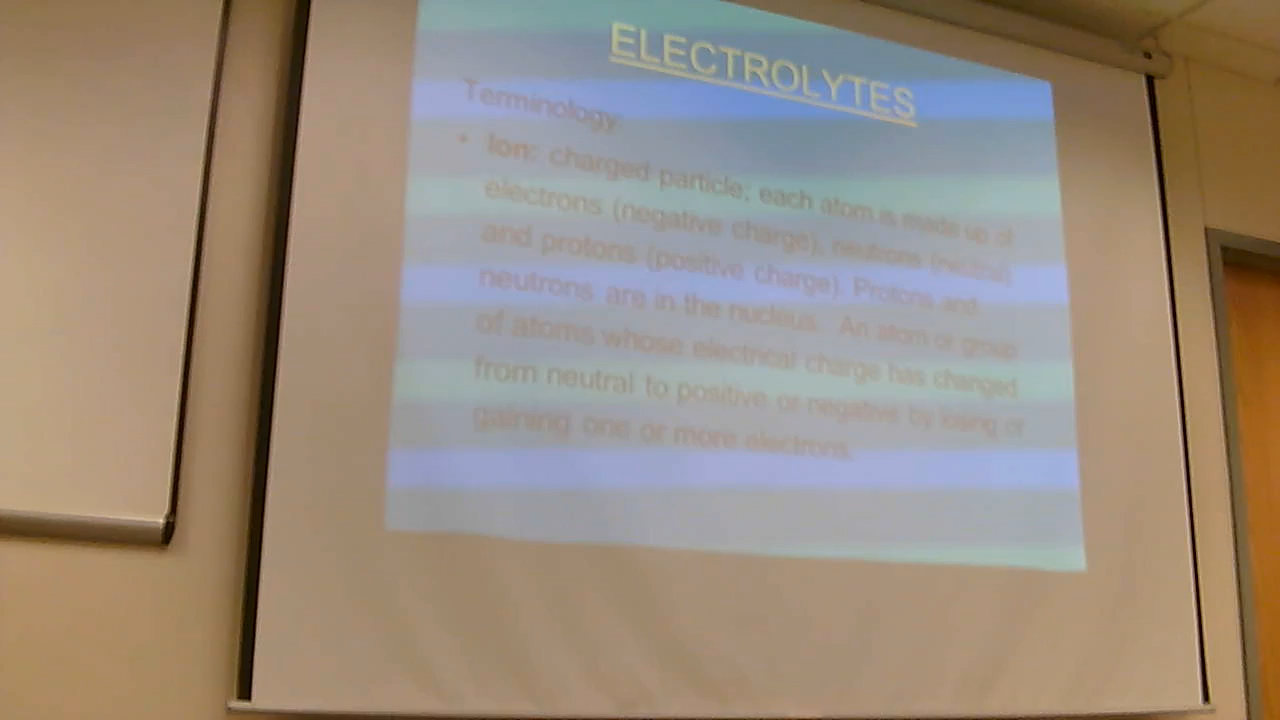 ELECTROLYTES
Terminology:
• Ion: charged particle; each atom is made up of
electrons (negative charge), neutrons (neutral)
and protons (positive charge). Protons and
neutrons are in the nucleus. An atom or group
of atoms whose electrical charge has changed
from neutral to positive or negative by losing or
gaining one or more electrons.